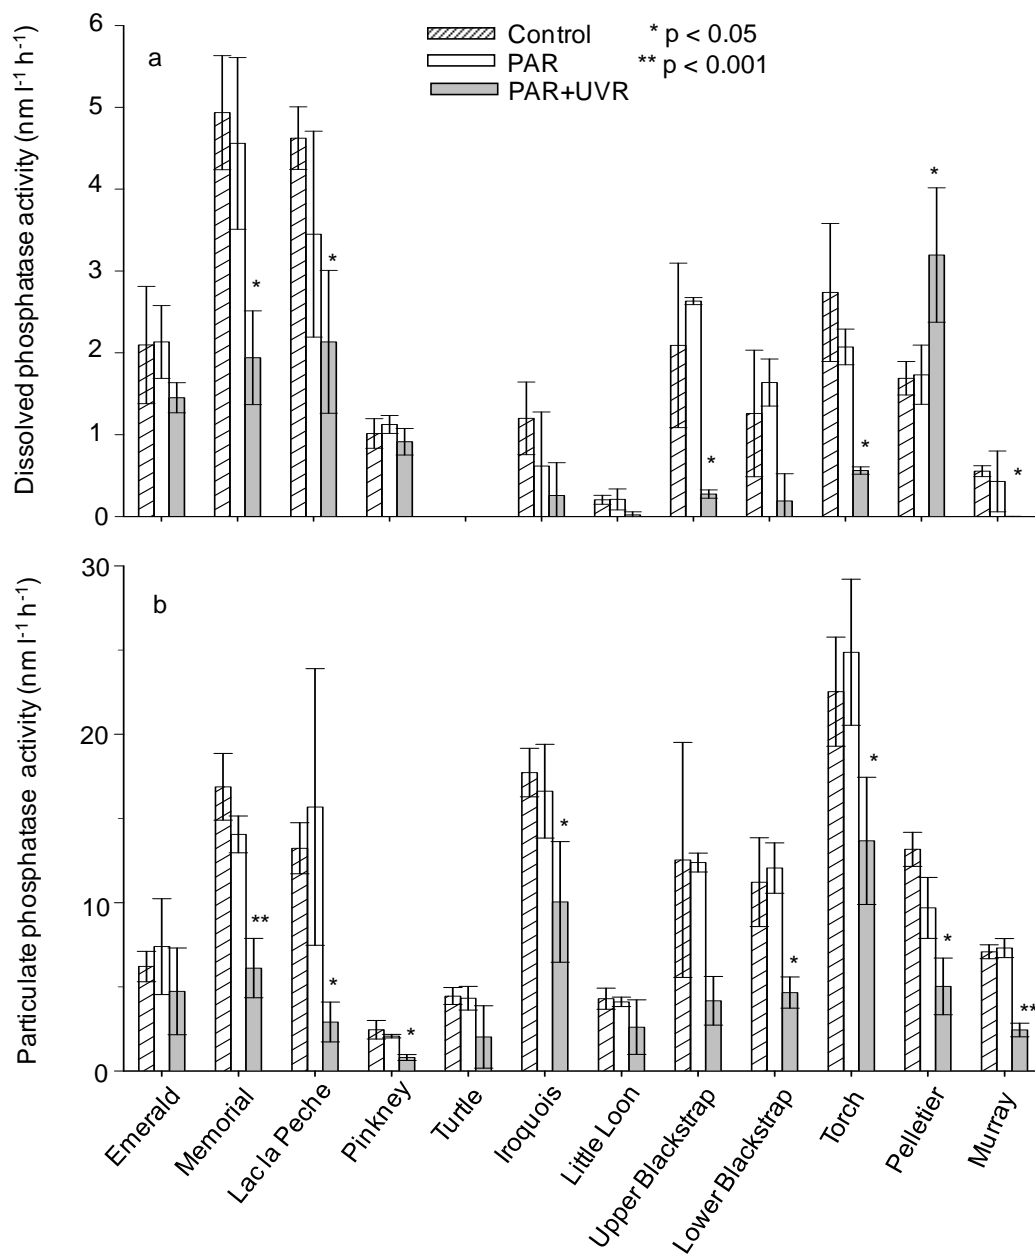 a
Control * p < 0.05
PAR ** p < 0.001
PAR+UVR
Dissolved phosphatase activity (nm l-1 h-1)
6
5
4
3
2
1
0
*
*
*
*
*
*
b
Particulate phosphatase activity (nm l-1 h-1)
30
20
10
0
**
*
*
*
*
*
*
**
Emerald
Memorial
Lac la Peche
Pinkney
Turtle
Iroquois
Little Loon
Upper Blackstrap
Lower Blackstrap
Torch
Pelletier
Murray